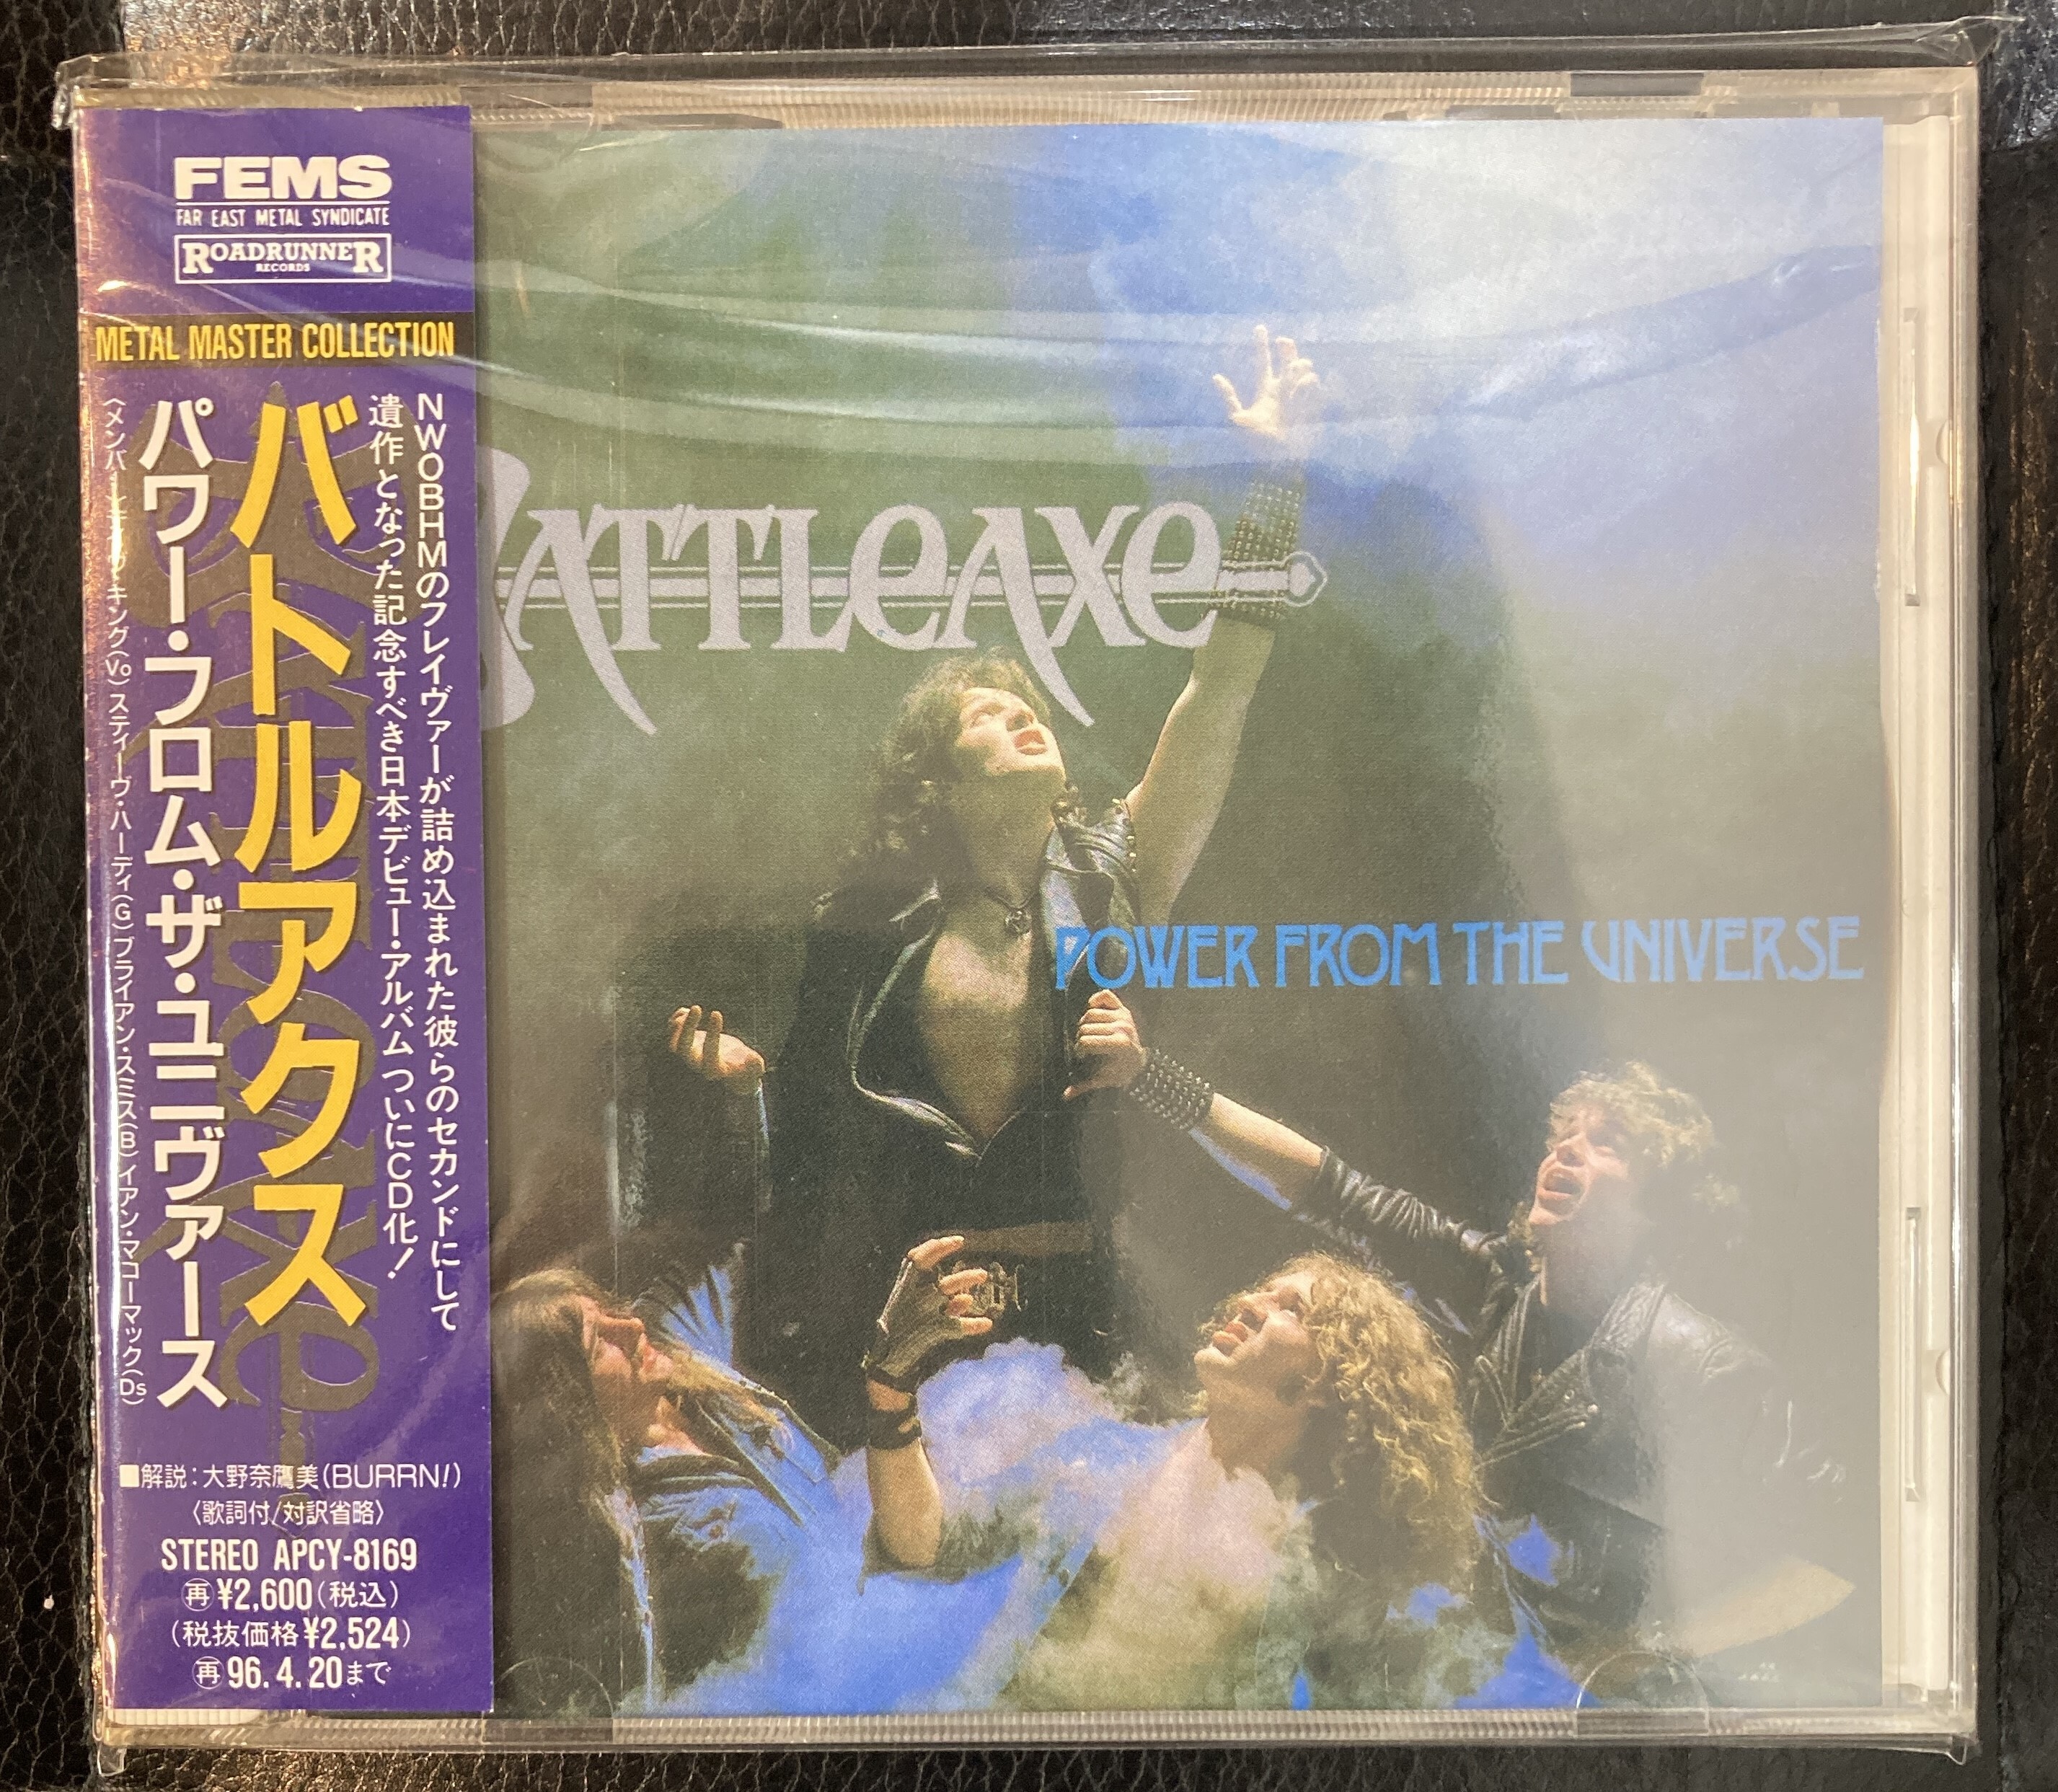 FEMS
FAR EAST METAL SYNDICATE
ROADRUNNER
RECORDS
METAL MASTER COLLECTION
NWOBHMのフレイヴァーが詰め込まれた彼らのセカンドにして
遺作となった記念すべき日本デビュー・アルバムついにCD化!
バトルアクス
パワー・フロム・ザ・ユニヴァース
キング(Vo) スティーヴ・ハーディ(G) ブライアン・スミス(B) イアン・マコーマック(Ds)
■解説:大野奈鷹美(BURRN!)
〈歌詞付/対訳省略〉
STEREO APCY-8169
再¥2,600(税込)
(税抜価格¥2,524)
再96.4.20まで
BATTLEAXE
POWER FROM THE UNIVERSE